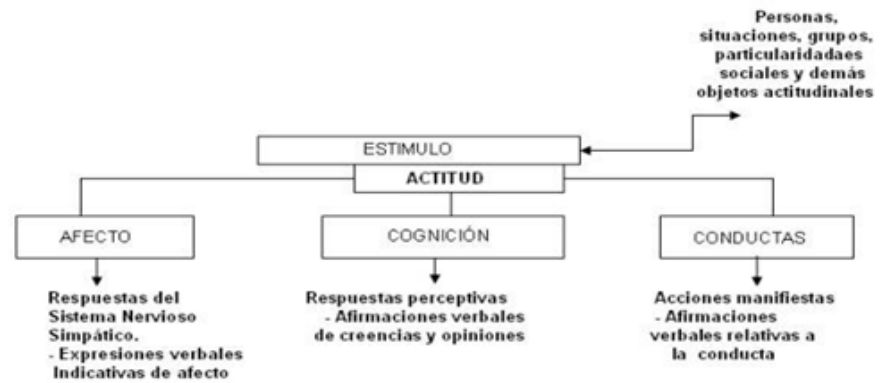 Personas,
situaciones, grupos,
particularidadaes
sociales y demás
objetos actitudinales
ESTIMULO
ACTITUD
AFECTO
COGNICIÓN
CONDUCTAS
Respuestas del
Sistema Nervioso
Simpático.
- Expresiones verbales
Indicativas de afecto
Respuestas perceptivas
- Afirmaciones verbales
de creencias y opiniones
Acciones manifiestas
- Afirmaciones
verbales relativas a
la conducta